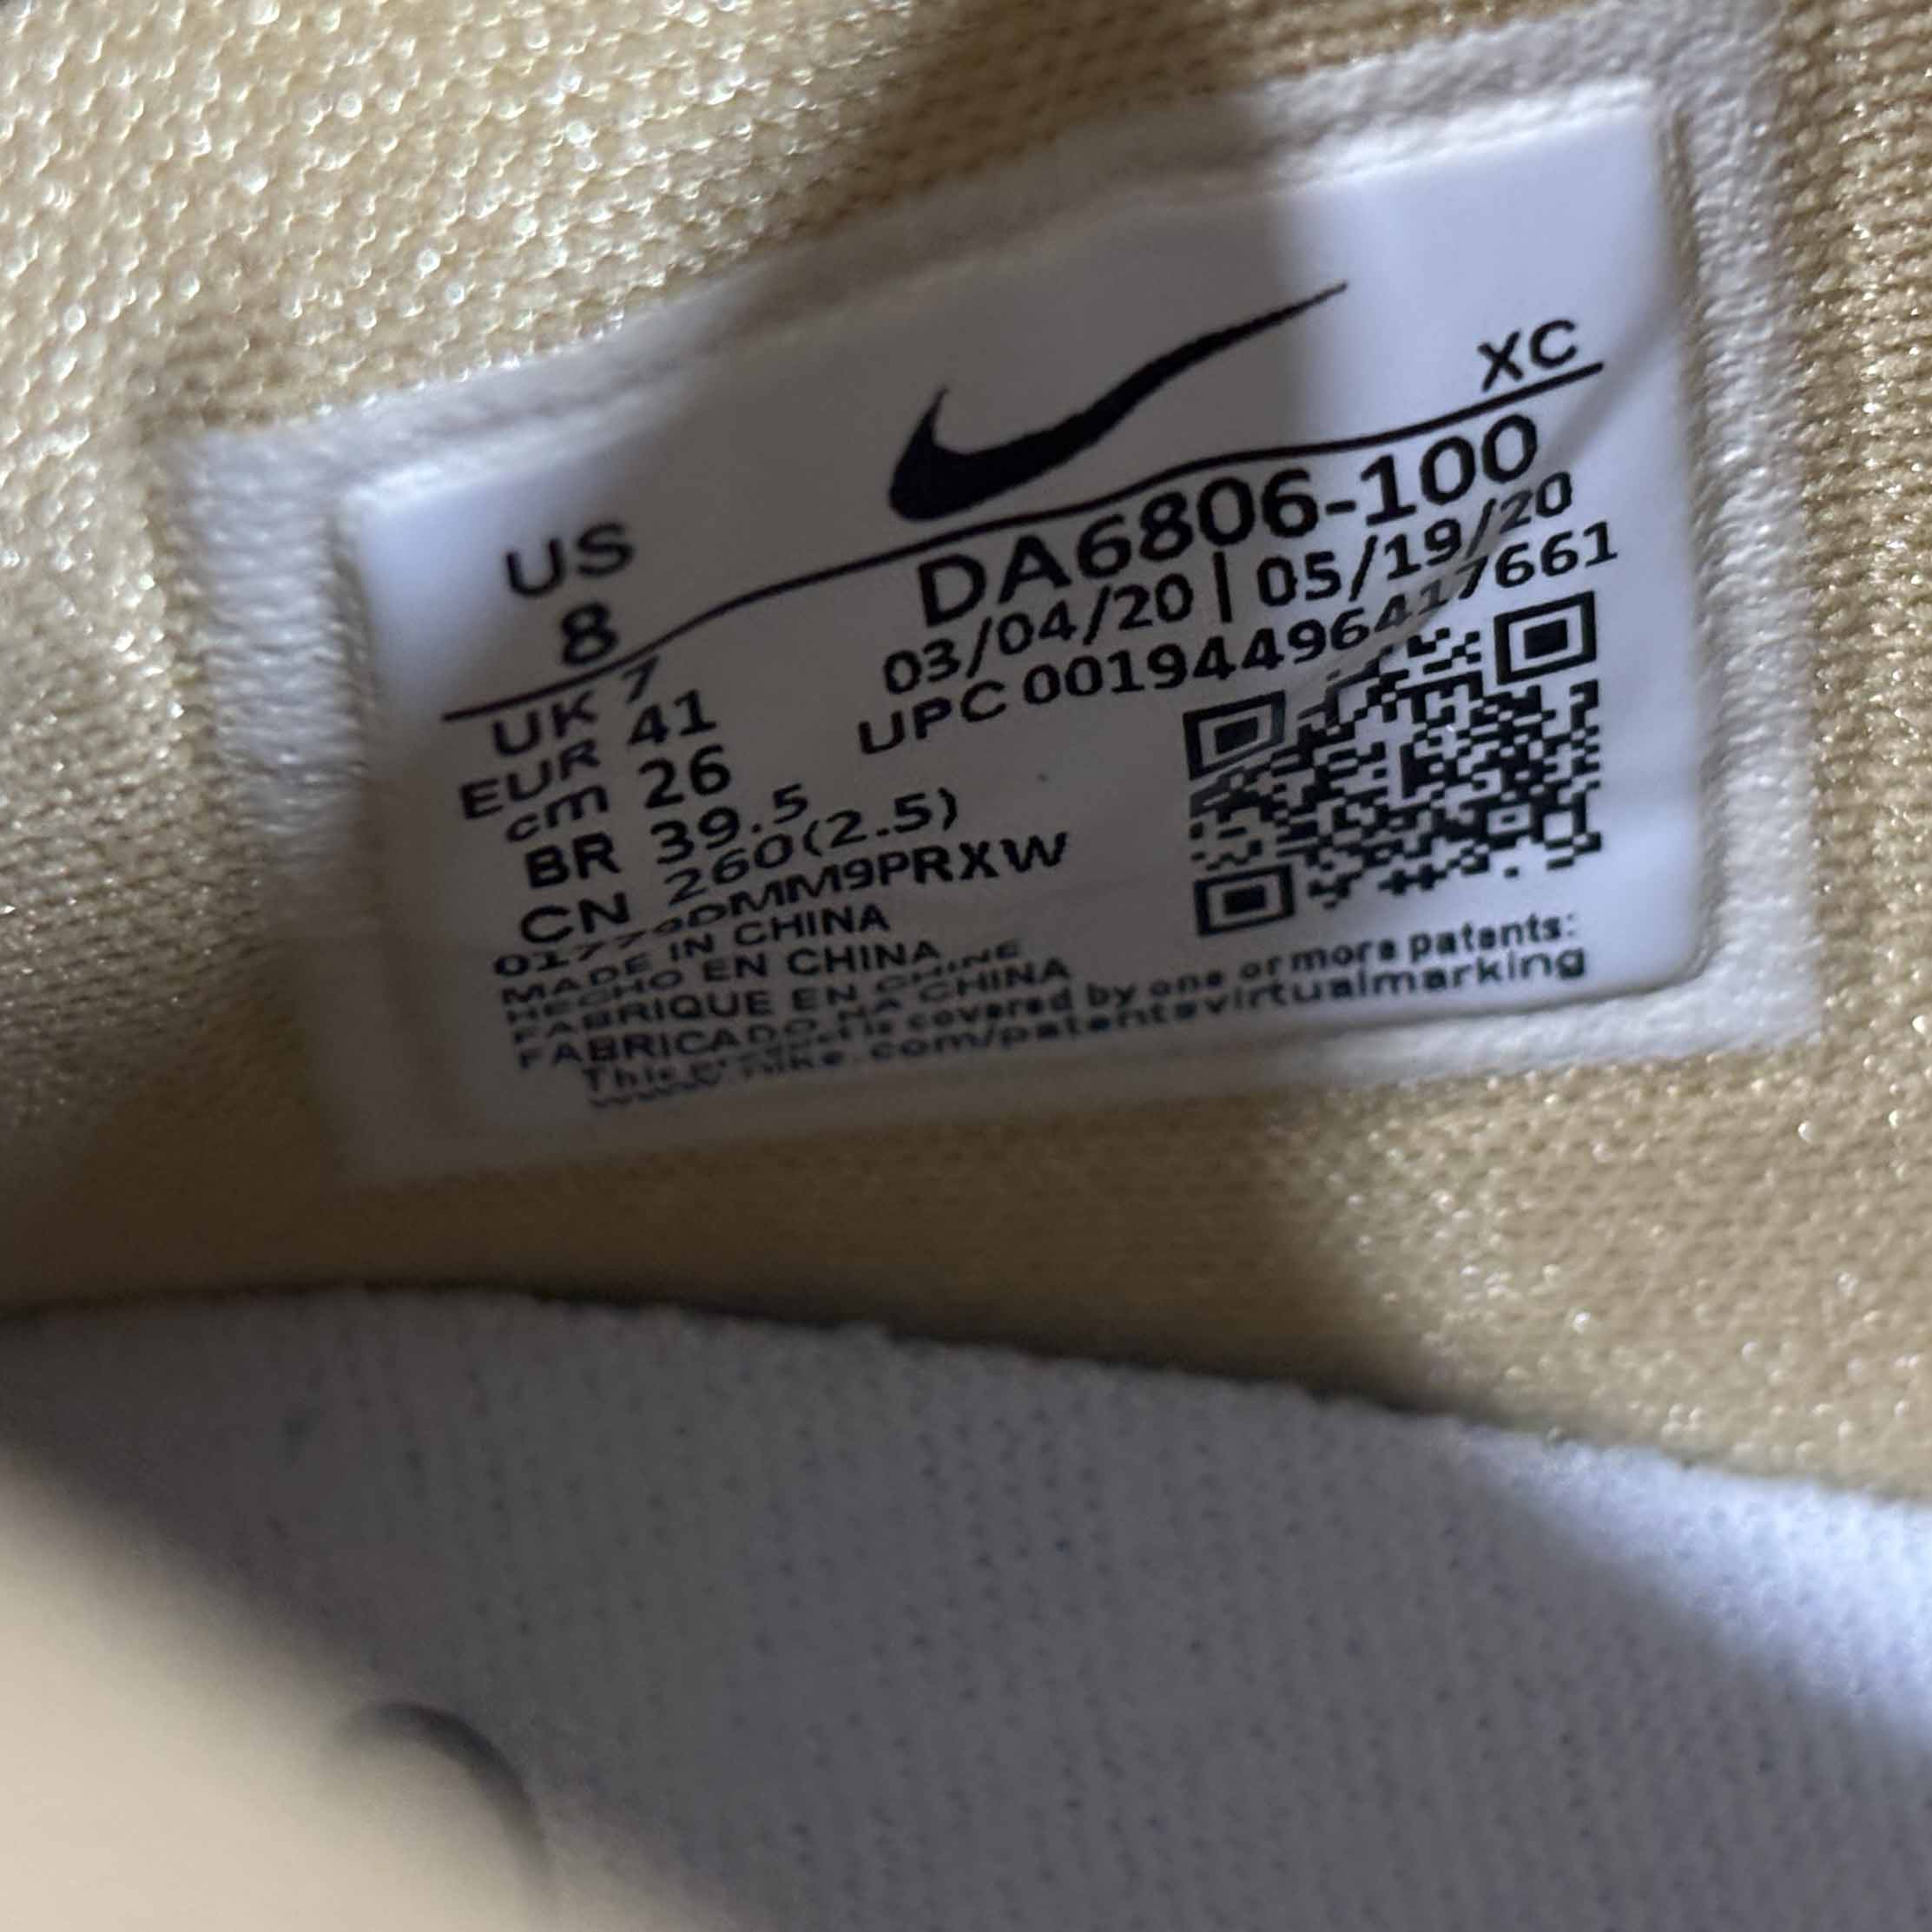 XC
US
8
DA6806-100
03/04/20 | 05/19/20
UPC 00194496417661
UK 7
EUR 41
cm 26
BR 39.5
CN 260(2.5)
01770DMM9PRXW
MADE IN CHINA
HECHO EN CHINA
FABRIQUE EN CHINE
FABRICADO NA CHINA
This product is covered by one or more patents:
www.nike.com/patentsvirtualmarking